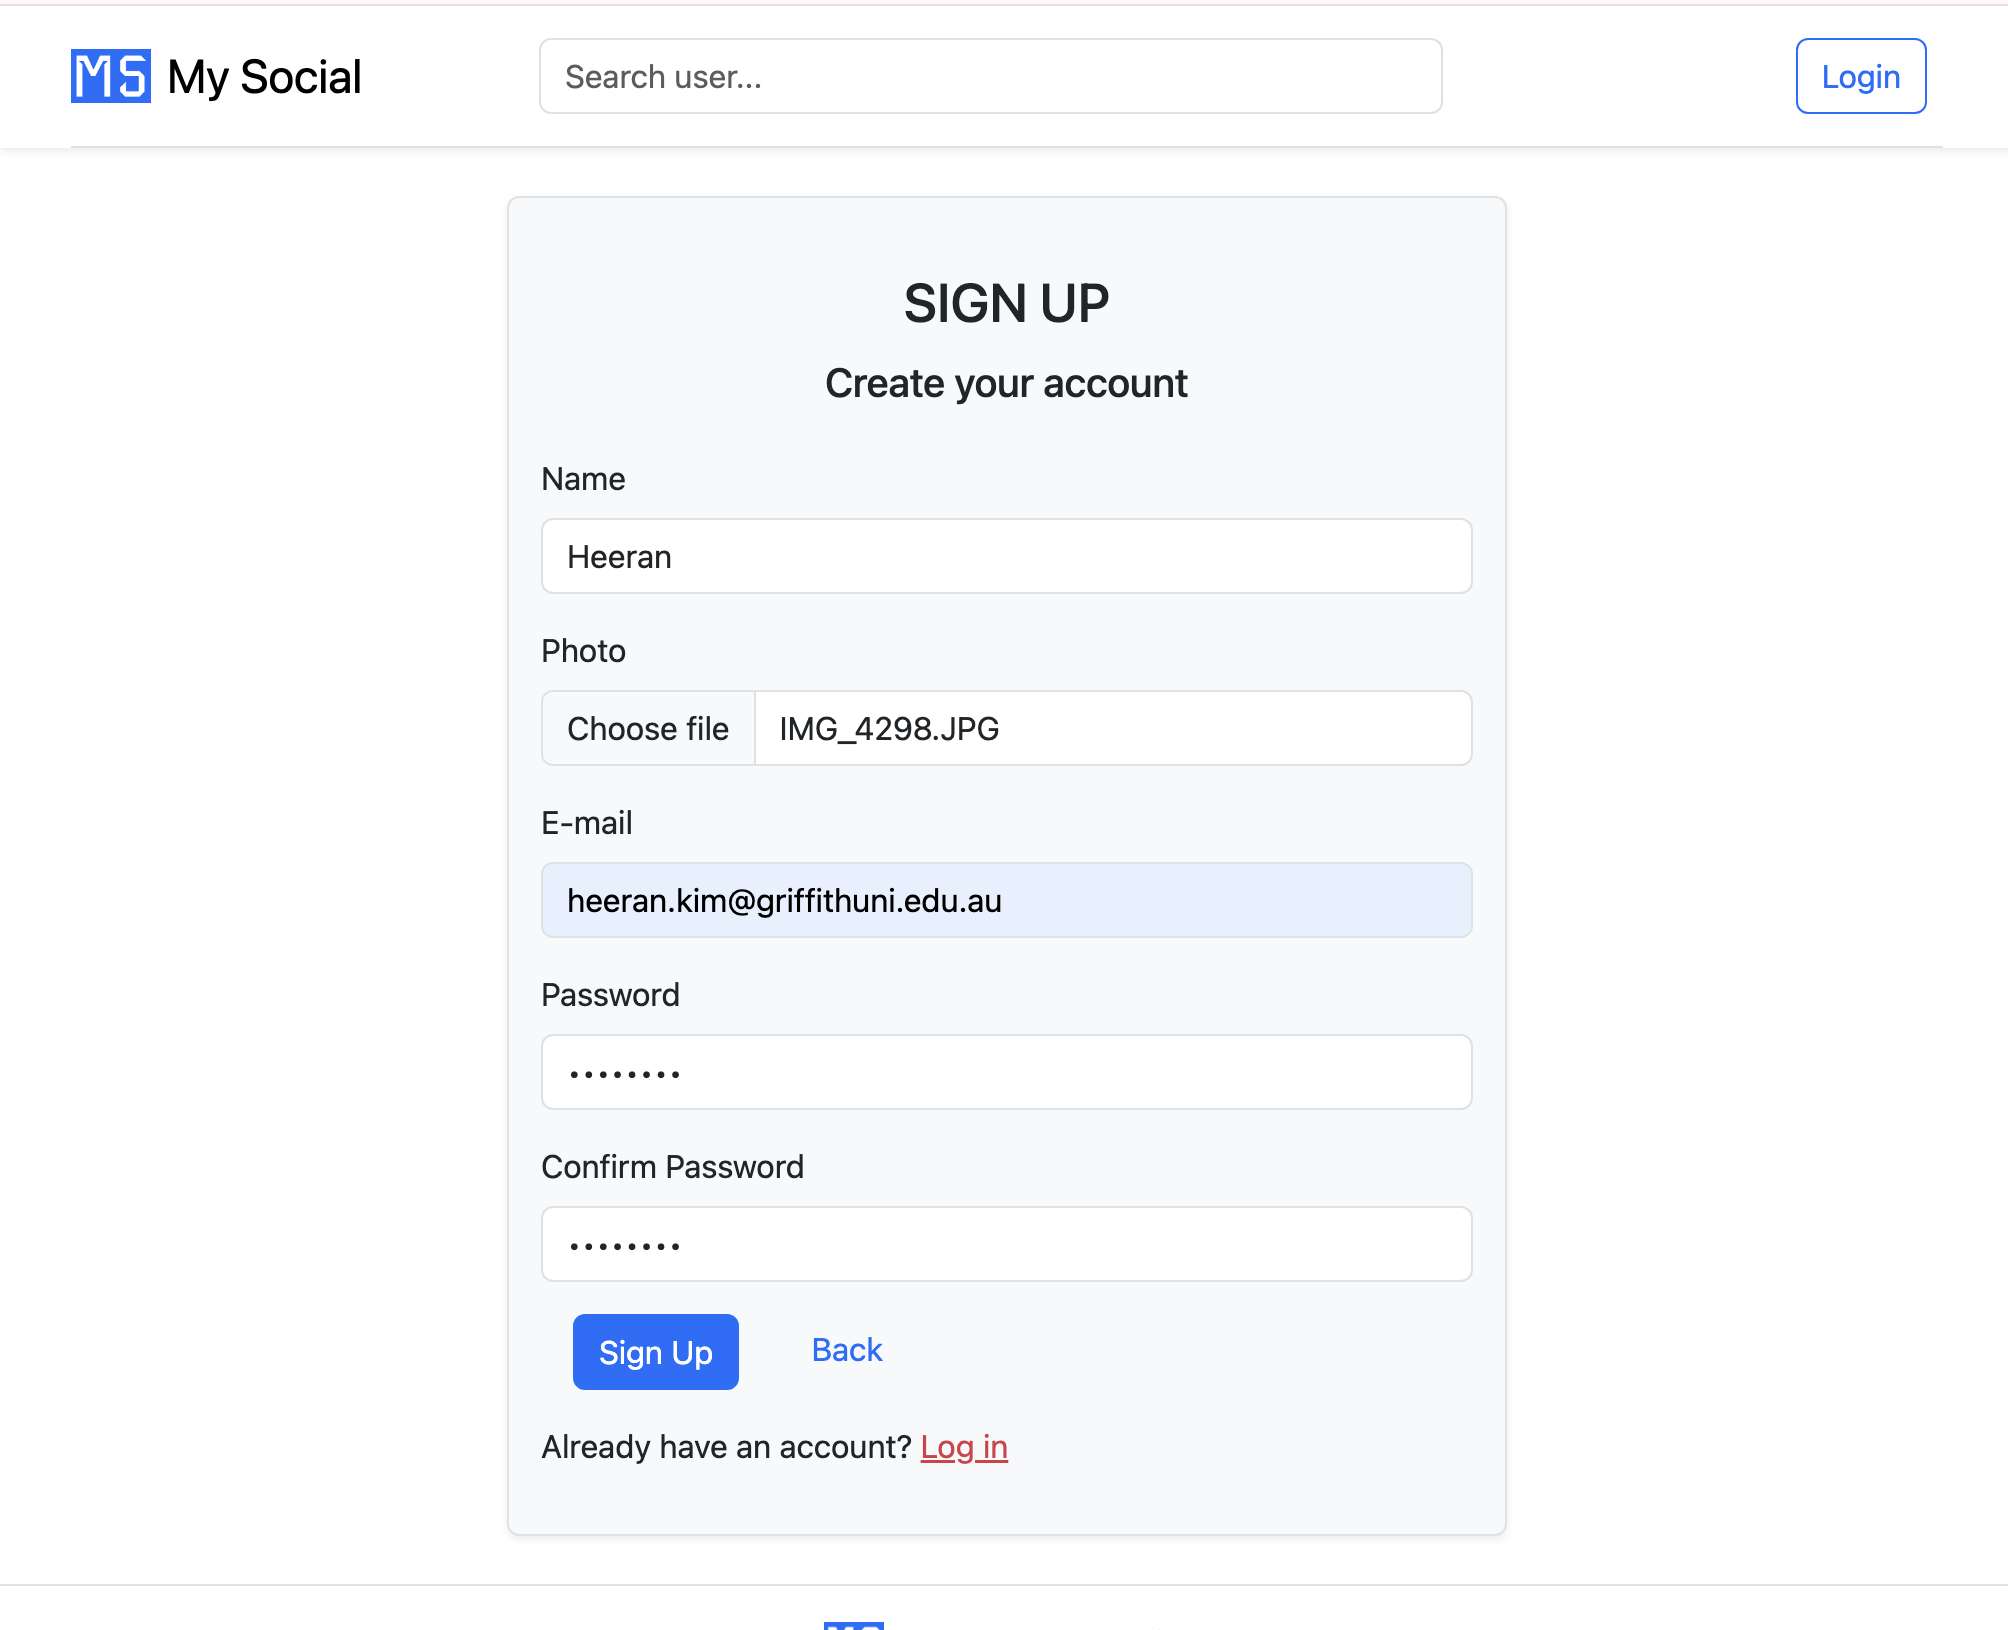 MS My Social
Search user...
Login
SIGN UP
Create your account
Name
Heeran
Photo
Choose file IMG_4298.JPG
E-mail
heeran.kim@griffithuni.edu.au
Password
••••••••
Confirm Password
••••••••
Sign Up Back
Already have an account? Log in